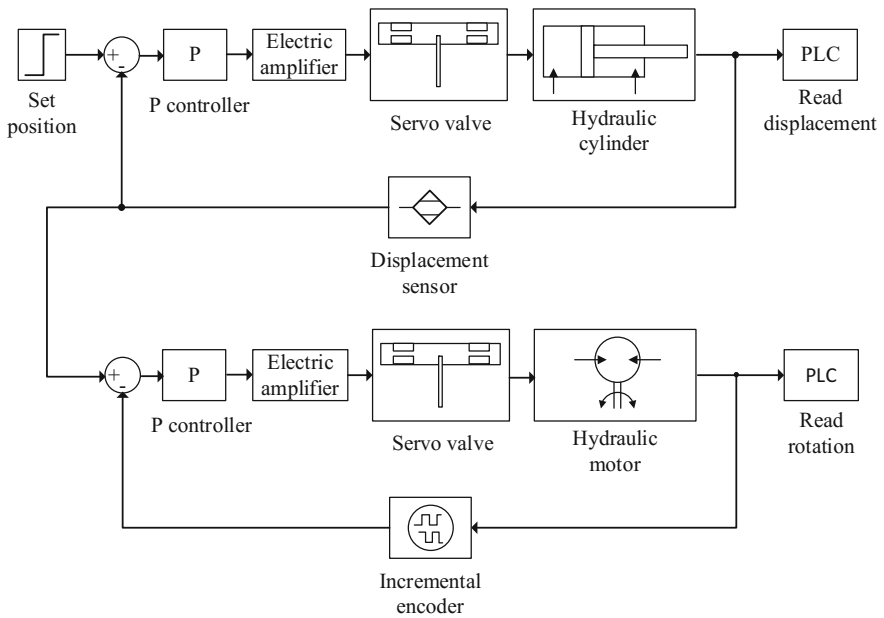 Set
position
+
-
P
P controller
Electric
amplifier
Servo valve
Hydraulic
cylinder
PLC
Read
displacement
Displacement
sensor
+
-
P
P controller
Electric
amplifier
Servo valve
Hydraulic
motor
PLC
Read
rotation
Incremental
encoder